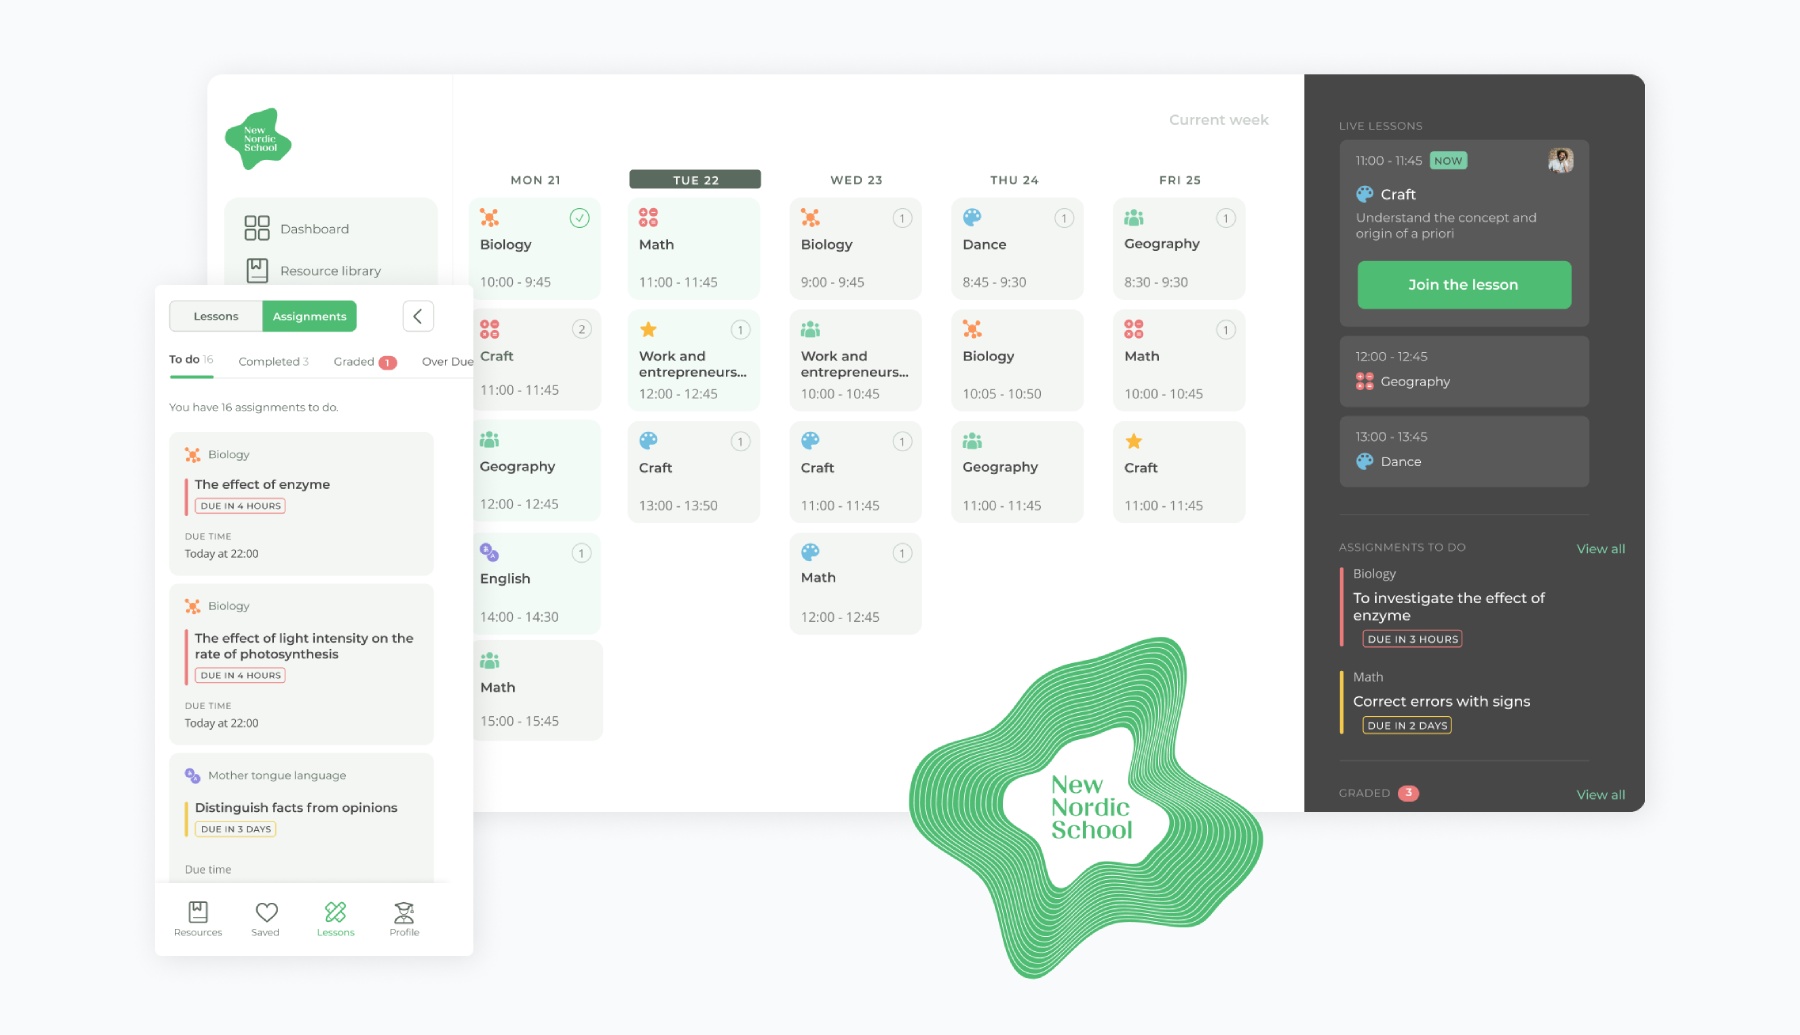 New
Nordic
School
Dashboard
Resource library
Current week
MON 21
TUE 22
WED 23
THU 24
FRI 25
Biology
10:00 - 9:45
2
Craft
11:00 - 11:45
Geography
12:00 - 12:45
1
English
14:00 - 14:30
Math
15:00 - 15:45
Math
11:00 - 11:45
1
Work and
entrepreneurs...
12:00 - 12:45
1
Craft
13:00 - 13:50
1
Biology
9:00 - 9:45
Work and
entrepreneurs...
10:00 - 10:45
1
Craft
11:00 - 11:45
1
Math
12:00 - 12:45
1
Dance
8:45 - 9:30
Biology
10:05 - 10:50
Geography
11:00 - 11:45
1
Geography
8:30 - 9:30
1
Math
10:00 - 10:45
Craft
11:00 - 11:45
LIVE LESSONS
11:00 - 11:45 NOW
Craft
Understand the concept and
origin of a priori
Join the lesson
12:00 - 12:45
Geography
13:00 - 13:45
Dance
ASSIGNMENTS TO DO View all
Biology
To investigate the effect of
enzyme
DUE IN 3 HOURS
Math
Correct errors with signs
DUE IN 2 DAYS
GRADED 3 View all
Lessons Assignments
To do 16 Completed 3 Graded 1 Over Due
You have 16 assignments to do.
Biology
The effect of enzyme
DUE IN 4 HOURS
DUE TIME
Today at 22:00
Biology
The effect of light intensity on the
rate of photosynthesis
DUE IN 4 HOURS
DUE TIME
Today at 22:00
Mother tongue language
Distinguish facts from opinions
DUE IN 3 DAYS
Due time
Resources Saved Lessons Profile
New
Nordic
School